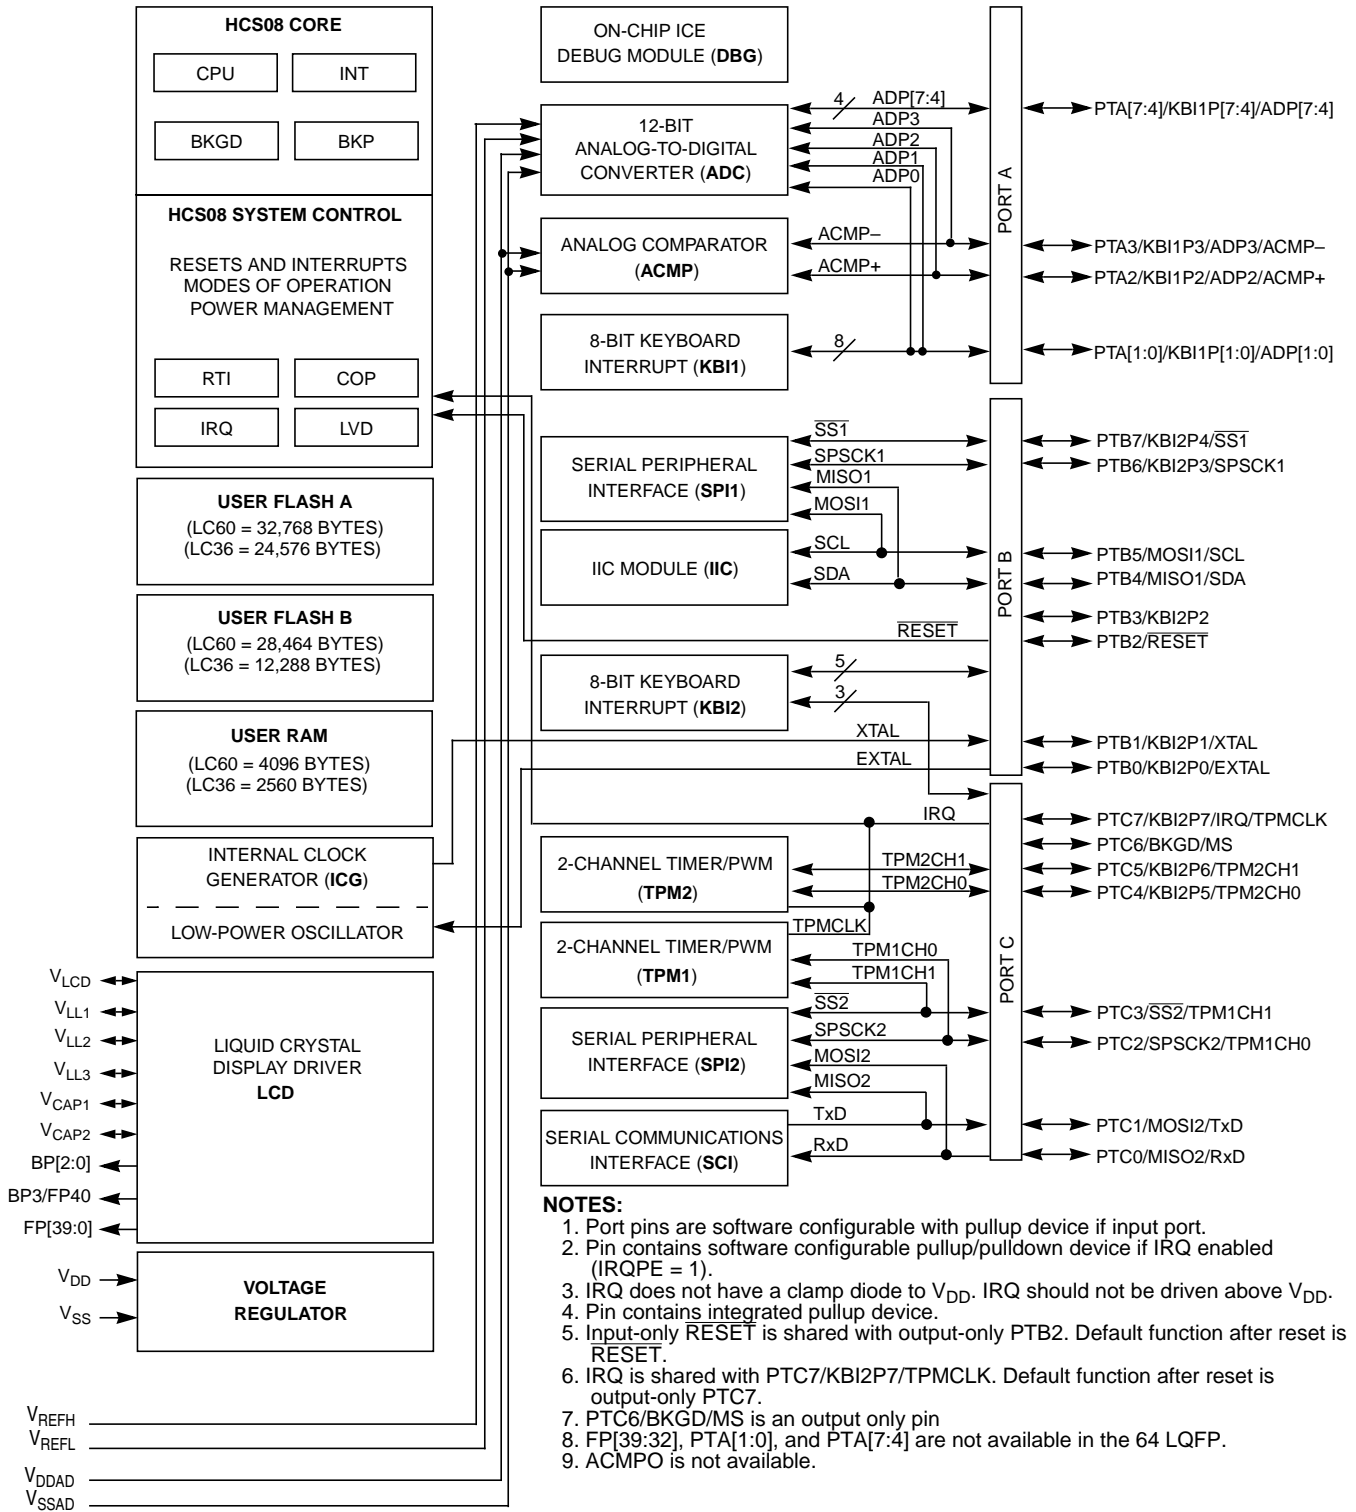 HCS08 CORE
CPU
INT
BKGD
BKP
HCS08 SYSTEM CONTROL
RESETS AND INTERRUPTS
MODES OF OPERATION
POWER MANAGEMENT
RTI
COP
IRQ
LVD
USER FLASH A
(LC60 = 32,768 BYTES)
(LC36 = 24,576 BYTES)
USER FLASH B
(LC60 = 28,464 BYTES)
(LC36 = 12,288 BYTES)
USER RAM
(LC60 = 4096 BYTES)
(LC36 = 2560 BYTES)
INTERNAL CLOCK
GENERATOR (ICG)
LOW-POWER OSCILLATOR
VLCD
VLL1
VLL2
VLL3
VCAP1
VCAP2
BP[2:0]
BP3/FP40
FP[39:0]
LIQUID CRYSTAL
DISPLAY DRIVER
LCD
VDD
VSS
VOLTAGE
REGULATOR
VREFH
VREFL
VDDAD
VSSAD
ON-CHIP ICE
DEBUG MODULE (DBG)
12-BIT
ANALOG-TO-DIGITAL
CONVERTER (ADC)
4
ADP[7:4]
ADP3
ADP2
ADP1
ADP0
ANALOG COMPARATOR
(ACMP)
ACMP–
ACMP+
8-BIT KEYBOARD
INTERRUPT (KBI1)
8
SERIAL PERIPHERAL
INTERFACE (SPI1)
SS1
SPSCK1
MISO1
MOSI1
IIC MODULE (IIC)
SCL
SDA
RESET
8-BIT KEYBOARD
INTERRUPT (KBI2)
5
3
XTAL
EXTAL
IRQ
2-CHANNEL TIMER/PWM
(TPM2)
TPM2CH1
TPM2CH0
TPMCLK
2-CHANNEL TIMER/PWM
(TPM1)
TPM1CH0
TPM1CH1
SERIAL PERIPHERAL
INTERFACE (SPI2)
SS2
SPSCK2
MOSI2
MISO2
SERIAL COMMUNICATIONS
INTERFACE (SCI)
TxD
RxD
PORT A
PORT B
PORT C
PTA[7:4]/KBI1P[7:4]/ADP[7:4]
PTA3/KBI1P3/ADP3/ACMP–
PTA2/KBI1P2/ADP2/ACMP+
PTA[1:0]/KBI1P[1:0]/ADP[1:0]
PTB7/KBI2P4/SS1
PTB6/KBI2P3/SPSCK1
PTB5/MOSI1/SCL
PTB4/MISO1/SDA
PTB3/KBI2P2
PTB2/RESET
PTB1/KBI2P1/XTAL
PTB0/KBI2P0/EXTAL
PTC7/KBI2P7/IRQ/TPMCLK
PTC6/BKGD/MS
PTC5/KBI2P6/TPM2CH1
PTC4/KBI2P5/TPM2CH0
PTC3/SS2/TPM1CH1
PTC2/SPSCK2/TPM1CH0
PTC1/MOSI2/TxD
PTC0/MISO2/RxD
NOTES:
1. Port pins are software configurable with pullup device if input port.
2. Pin contains software configurable pullup/pulldown device if IRQ enabled
(IRQPE = 1).
3. IRQ does not have a clamp diode to VDD. IRQ should not be driven above VDD.
4. Pin contains integrated pullup device.
5. Input-only RESET is shared with output-only PTB2. Default function after reset is
RESET.
6. IRQ is shared with PTC7/KBI2P7/TPMCLK. Default function after reset is
output-only PTC7.
7. PTC6/BKGD/MS is an output only pin
8. FP[39:32], PTA[1:0], and PTA[7:4] are not available in the 64 LQFP.
9. ACMPO is not available.